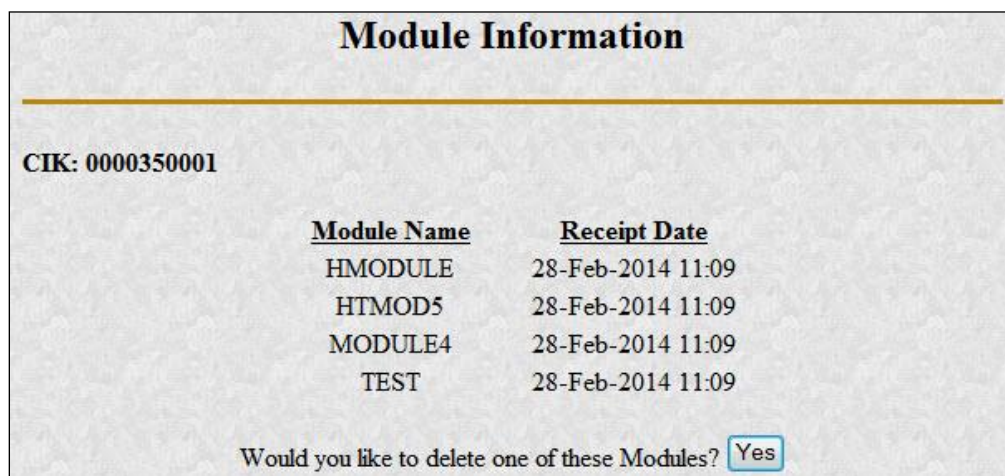 Module Information
CIK: 0000350001
Module Name Receipt Date
HMODULE 28-Feb-2014 11:09
HTMOD5 28-Feb-2014 11:09
MODULE4 28-Feb-2014 11:09
TEST 28-Feb-2014 11:09
Would you like to delete one of these Modules? Yes